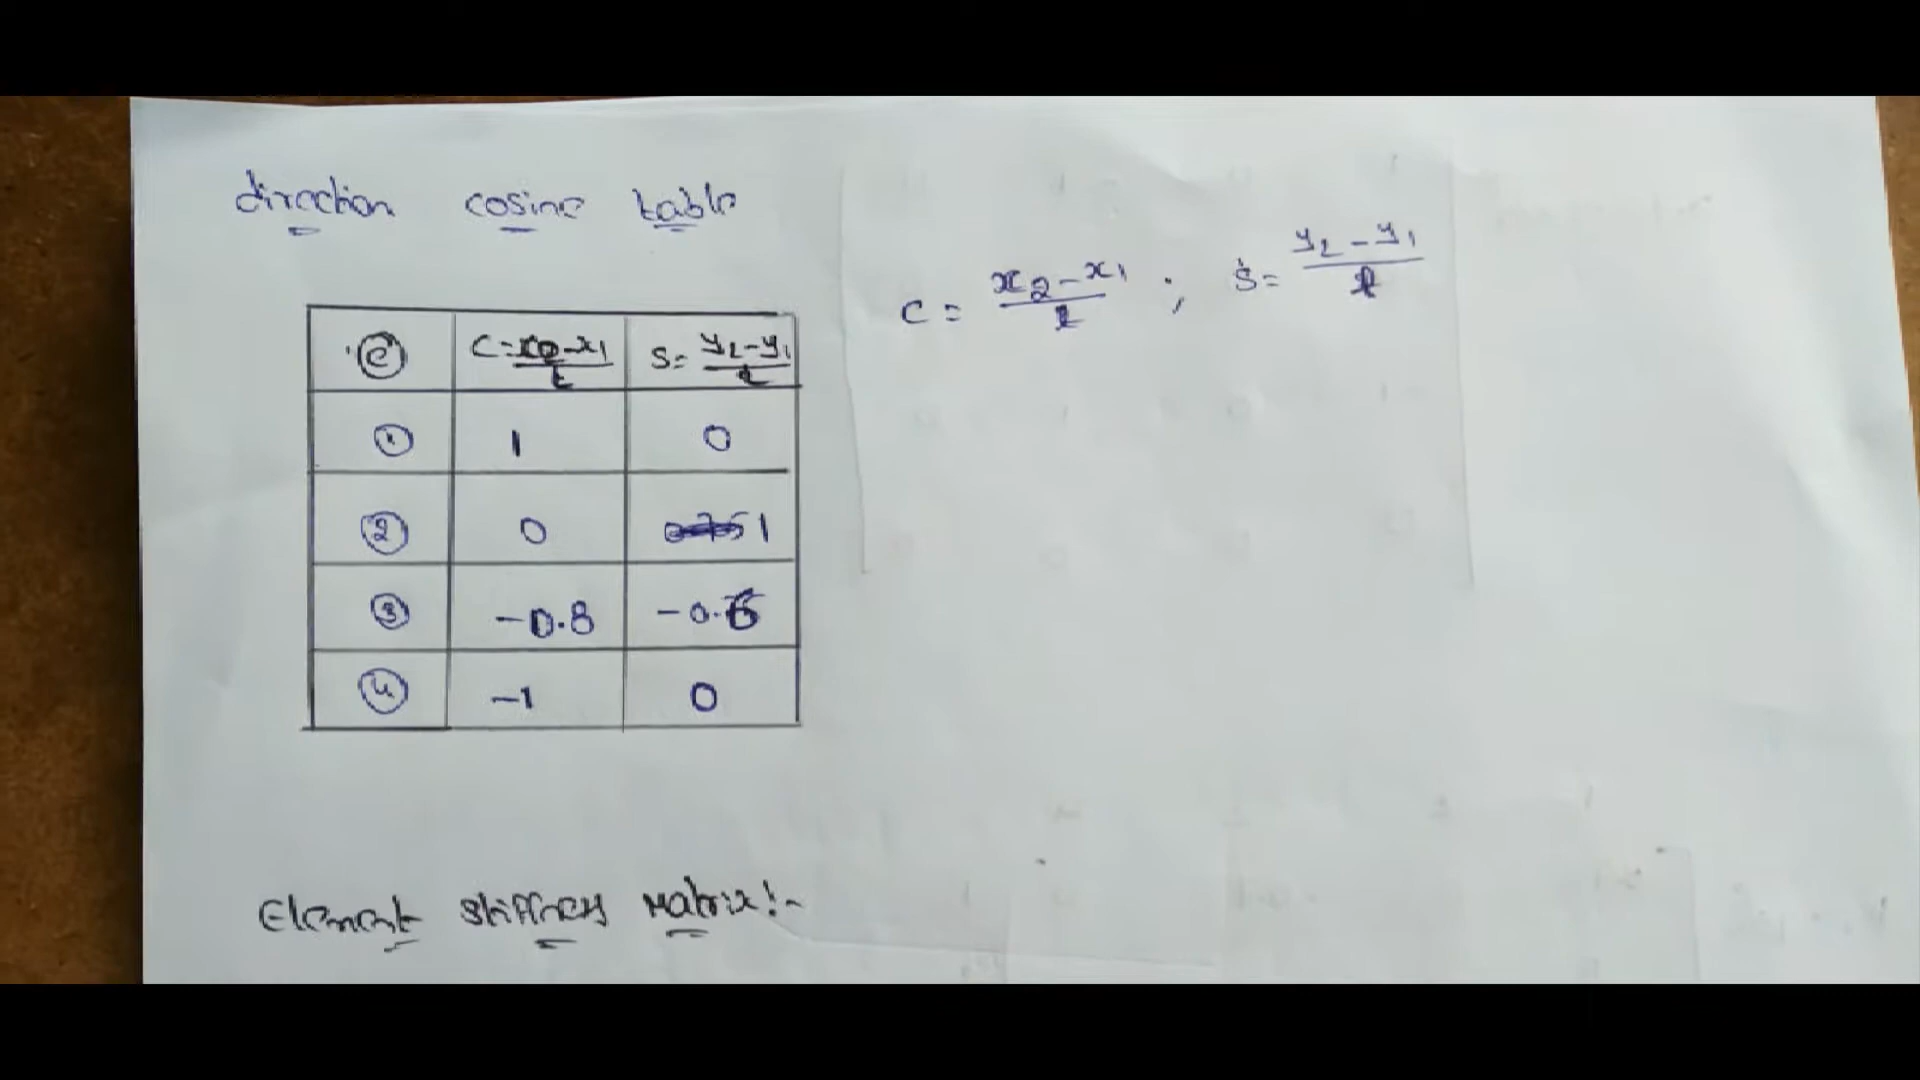 direction cosine table
C = x2-x1/l ; S = y2-y1/l
e C=x2-x1/l S= y2-y1/l
1 1 0
2 0 1
3 -0.8 -0.6
4 -1 0
Element stiffness Matrix:-